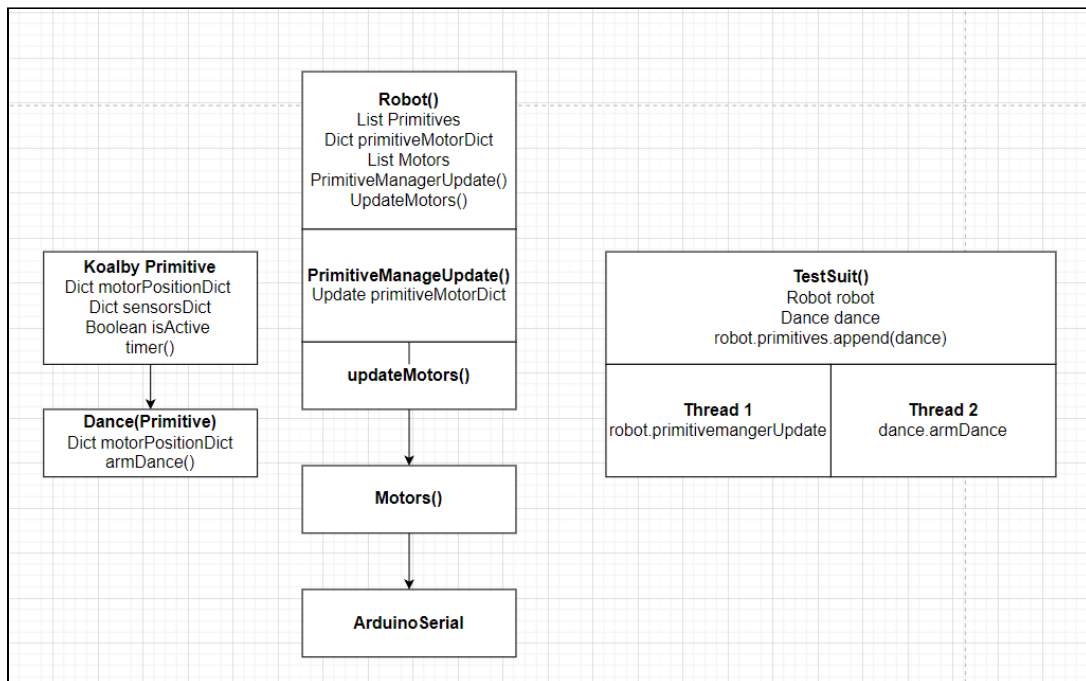 Robot()
List Primitives
Dict primitiveMotorDict
List Motors
PrimitiveManagerUpdate()
UpdateMotors()
PrimitiveManageUpdate()
Update primitiveMotorDict
updateMotors()
Motors()
ArduinoSerial
Koalby Primitive
Dict motorPositionDict
Dict sensorsDict
Boolean isActive
timer()
Dance(Primitive)
Dict motorPositionDict
armDance()
TestSuit()
Robot robot
Dance dance
robot.primitives.append(dance)
Thread 1
robot.primitivemangerUpdate
Thread 2
dance.armDance